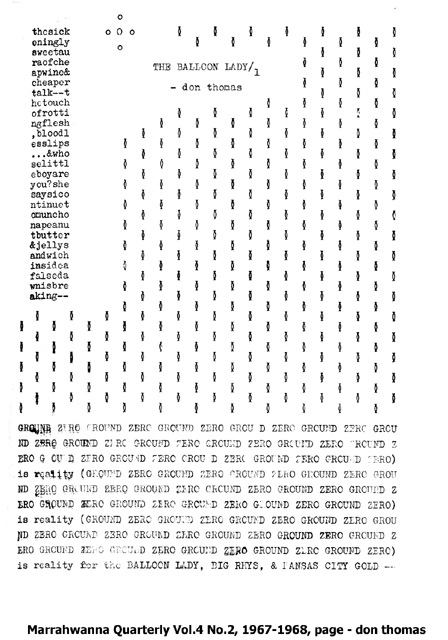 thesick
eningly
sweetau
raofche
apwine&
cheaper
talk--t
hetouch
ofrotti
ngflesh
,bloodl
esslips
...&who
selittl
eboyare
you?she
saysico
ntinuet
omuncho
napeanu
tbutter
&jellys
andwich
insidea
falseda
wnisbre
aking--
THE BALLOON LADY/1
- don thomas
GROUND ZERO GROUND ZERO GROUND ZERO GROU D ZERO GROUND ZERO GROU
ND ZERO GROUND ZERO GROUND ZERO GROUND ZERO GROUND ZERO GROUND Z
ERO G OU D ZERO GROUND ZERO GROU D ZERO GROUND ZERO GROUND ZERO)
is reality (GROUND ZERO GROUND ZERO GROUND ZERO GROUND ZERO GROU
ND ZERO GROUND ZERO GROUND ZERO GROUND ZERO GROUND ZERO GROUND Z
ERO GROUND ZERO GROUND ZERO GROUND ZERO GROUND ZERO GROUND ZERO)
is reality (GROUND ZERO GROUND ZERO GROUND ZERO GROUND ZERO GROU
ND ZERO GROUND ZERO GROUND ZERO GROUND ZERO GROUND ZERO GROUND Z
ERO GROUND ZERO GROUND ZERO GROUND ZERO GROUND ZERO GROUND ZERO)
is reality for the BALLOON LADY, BIG RHYS, & KANSAS CITY GOLD --
Marrahwanna Quarterly Vol.4 No.2, 1967-1968, page - don thomas